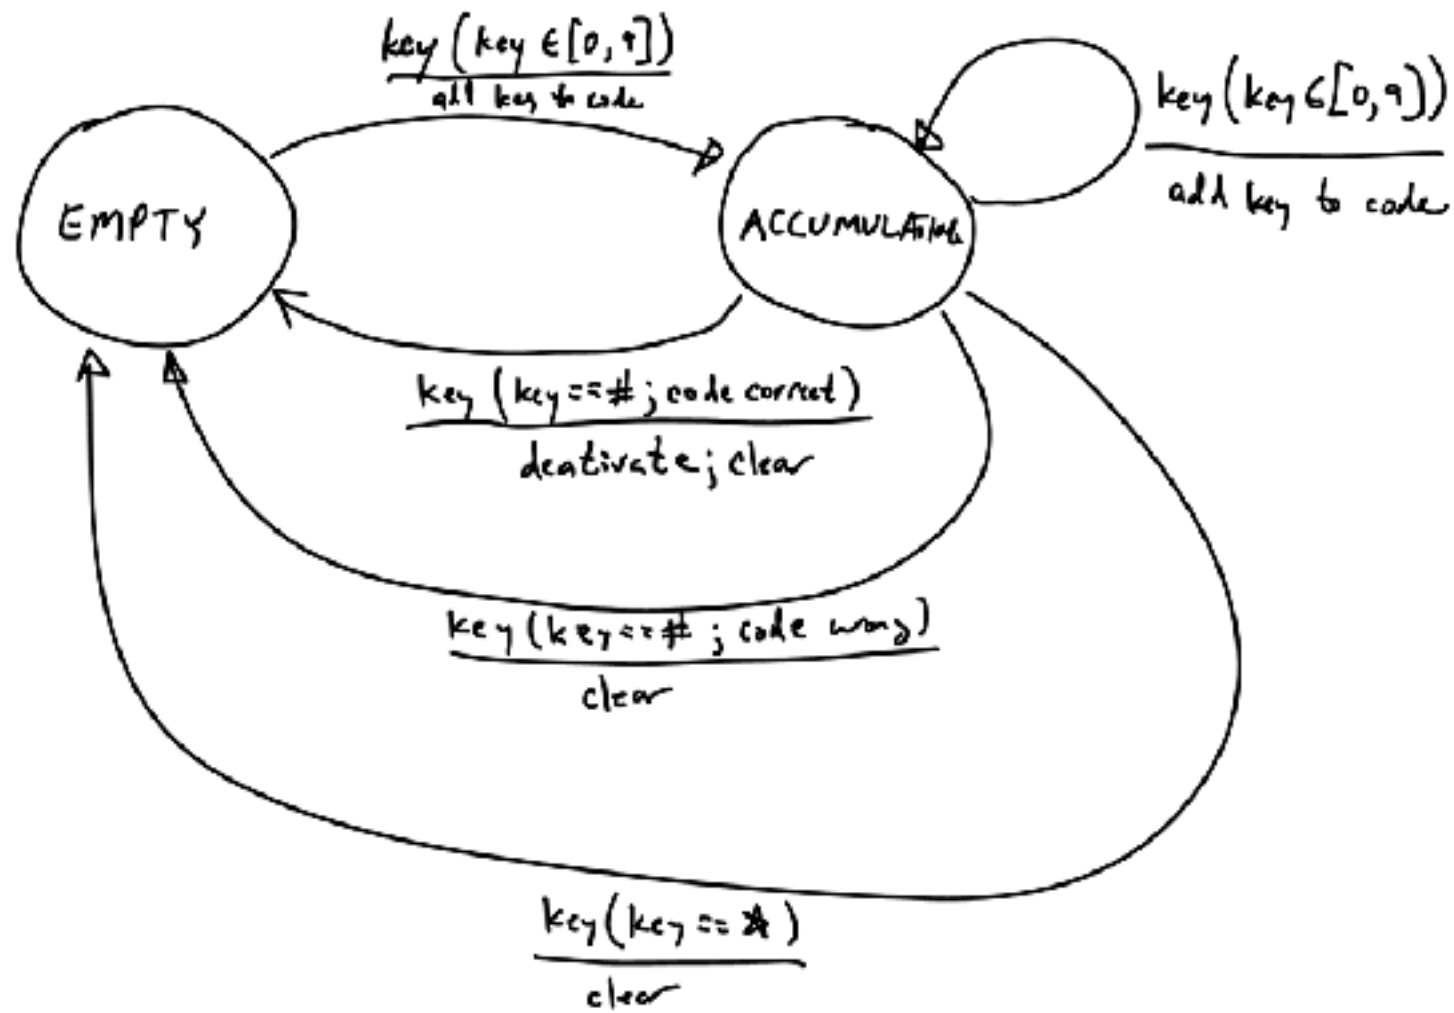 key (key ∈ [0, 9])
add key to code
key (key ∈ [0, 9])
add key to code
EMPTY
ACCUMULATING
key (key == # ; code correct)
deativate ; clear
key (key == # ; code wrong)
clear
key (key == *)
clear